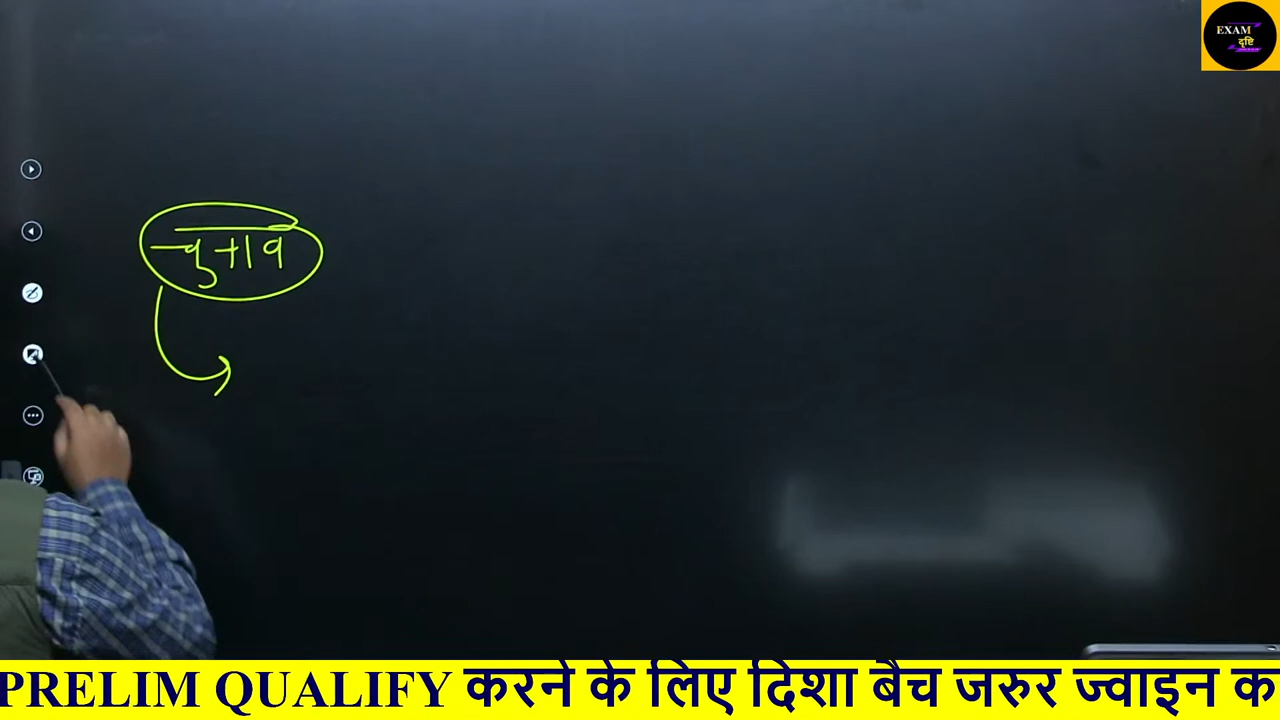 EXAM
दृष्टि
चुनाव
PRELIM QUALIFY करने के लिए दिशा बैच जरुर ज्वाइन क